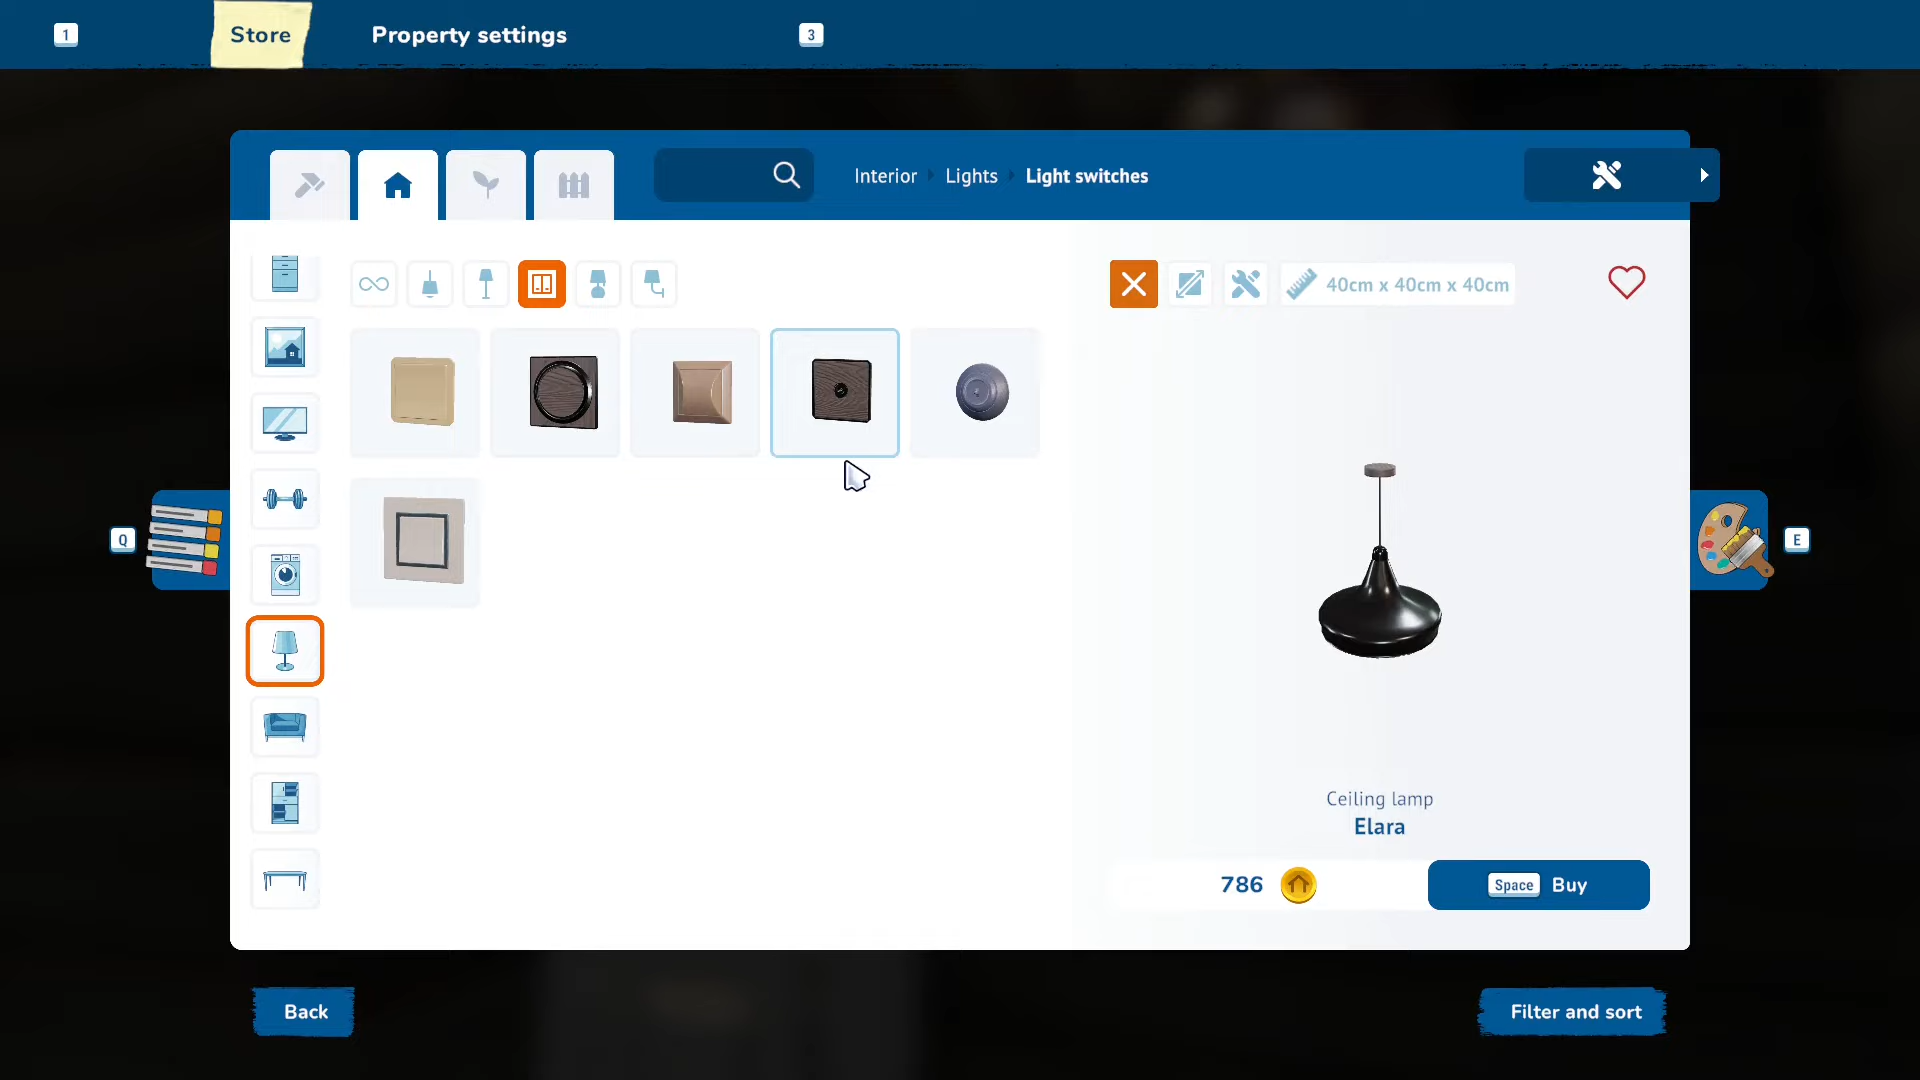 1
Store
Property settings
3
Interior
Lights
Light switches
40cm x 40cm x 40cm
Q
E
Ceiling lamp
Elara
786
Space
Buy
Back
Filter and sort